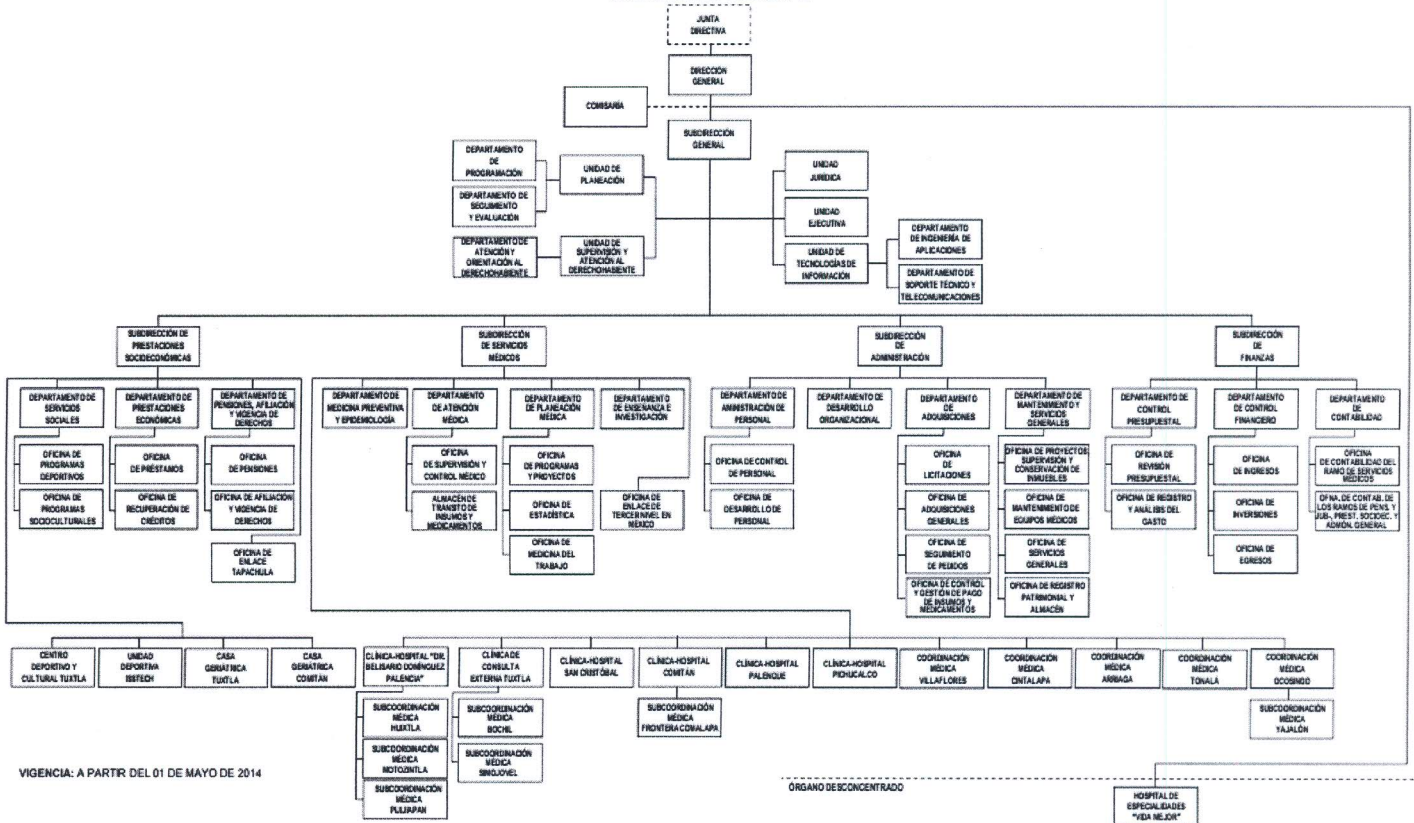 JUNTA
DIRECTIVA
DIRECCIÓN
GENERAL
COMISARÍA
SUBDIRECCIÓN
GENERAL
DEPARTAMENTO
DE
PROGRAMACIÓN
DEPARTAMENTO DE
SEGUIMIENTO
Y EVALUACIÓN
UNIDAD DE
PLANEACIÓN
DEPARTAMENTO DE
ATENCIÓN Y
ORIENTACIÓN AL
DERECHOHABIENTE
UNIDAD DE
SUPERVISIÓN Y
ATENCIÓN AL
DERECHOHABIENTE
UNIDAD
JURÍDICA
UNIDAD
EJECUTIVA
UNIDAD DE
TECNOLOGÍAS DE
INFORMACIÓN
DEPARTAMENTO
DE INGENIERÍA DE
APLICACIONES
DEPARTAMENTO DE
SOPORTE TÉCNICO Y
TELECOMUNICACIONES
SUBDIRECCIÓN DE
PRESTACIONES
SOCIOECONÓMICAS
SUBDIRECCIÓN
DE SERVICIOS
MÉDICOS
SUBDIRECCIÓN
DE
ADMINISTRACIÓN
SUBDIRECCIÓN
DE
FINANZAS
DEPARTAMENTO DE
SERVICIOS
SOCIALES
DEPARTAMENTO DE
PRESTACIONES
ECONÓMICAS
DEPARTAMENTO DE
PENSIONES, AFILIACIÓN
Y VIGENCIA DE
DERECHOS
DEPARTAMENTO DE
MEDICINA PREVENTIVA
Y EPIDEMIOLOGÍA
DEPARTAMENTO
DE ATENCIÓN
MÉDICA
DEPARTAMENTO
DE PLANEACIÓN
MÉDICA
DEPARTAMENTO
DE ENSEÑANZA E
INVESTIGACIÓN
DEPARTAMENTO
DE
AMINISTRACIÓN DE
PERSONAL
DEPARTAMENTO DE
DESARROLLO
ORGANIZACIONAL
DEPARTAMENTO
DE
ADQUISICIONES
DEPARTAMENTO DE
MANTENIMIENTO Y
SERVICIOS
GENERALES
DEPARTAMENTO
DE CONTROL
PRESUPUESTAL
DEPARTAMENTO
DE CONTROL
FINANCIERO
DEPARTAMENTO
DE CONTABILIDAD
OFICINA DE
PROGRAMAS
DEPORTIVOS
OFICINA DE
PROGRAMAS
SOCIOCULTURALES
OFICINA
DE PRÉSTAMOS
OFICINA DE
RECUPERACIÓN DE
CRÉDITOS
OFICINA
DE PENSIONES
OFICINA DE AFILIACIÓN
Y VIGENCIA DE
DERECHOS
OFICINA DE
ENLACE
TAPACHULA
OFICINA
DE SUPERVISIÓN Y
CONTROL MÉDICO
ALMACÉN DE
TRÁNSITO DE
INSUMOS Y
MEDICAMENTOS
OFICINA
DE PROGRAMAS
Y PROYECTOS
OFICINA DE
ESTADÍSTICA
OFICINA DE
MEDICINA DEL
TRABAJO
OFICINA DE
ENLACE DE
TERCER NIVEL EN
MÉXICO
OFICINA DE CONTROL
DE PERSONAL
OFICINA DE
DESARROLLO DE
PERSONAL
OFICINA
DE
LICITACIONES
OFICINA DE
ADQUISICIONES
GENERALES
OFICINA DE
SEGUIMIENTO
DE PEDIDOS
OFICINA DE CONTROL
Y GESTIÓN DE PAGO
DE INSUMOS Y
MEDICAMENTOS
OFICINA DE PROYECTOS,
SUPERVISIÓN Y
CONSERVACIÓN DE
INMUEBLES
OFICINA DE
MANTENIMIENTO DE
EQUIPOS MÉDICOS
OFICINA DE
SERVICIOS
GENERALES
OFICINA DE REGISTRO
PATRIMONIAL Y
ALMACÉN
OFICINA DE
REVISIÓN
PRESUPUESTAL
OFICINA DE REGISTRO
Y ANÁLISIS DEL
GASTO
OFICINA
DE INGRESOS
OFICINA DE
INVERSIONES
OFICINA DE
EGRESOS
OFICINA
DE CONTABILIDAD DEL
RAMO DE SERVICIOS
MÉDICOS
OFNA. DE CONTAB. DE
LOS RAMOS DE PENS. Y
JUB., PREST. SOCIOEC. Y
ADMÓN. GENERAL
CENTRO
DEPORTIVO Y
CULTURAL TUXTLA
UNIDAD
DEPORTIVA
ISSTECH
CASA
GERIÁTRICA
TUXTLA
CASA
GERIÁTRICA
COMITÁN
CLÍNICA-HOSPITAL "DR.
BELISARIO DOMÍNGUEZ
PALENCIA"
CLÍNICA DE
CONSULTA
EXTERNA TUXTLA
CLÍNICA-HOSPITAL
SAN CRISTÓBAL
CLÍNICA-HOSPITAL
COMITÁN
CLÍNICA-HOSPITAL
PALENQUE
CLÍNICA-HOSPITAL
PICHUCALCO
COORDINACIÓN
MÉDICA
VILLAFLORES
COORDINACIÓN
MÉDICA
CINTALAPA
COORDINACIÓN
MÉDICA
ARRIAGA
COORDINACIÓN
MÉDICA
TONALÁ
COORDINACIÓN
MÉDICA
OCOSINGO
SUBCOORDINACIÓN
MÉDICA
HUIXTLA
SUBCOORDINACIÓN
MÉDICA
MOTOZINTLA
SUBCOORDINACIÓN
MÉDICA
PIJIJIAPAN
SUBCOORDINACIÓN
MÉDICA
BOCHIL
SUBCOORDINACIÓN
MÉDICA
SIMOJOVEL
SUBCOORDINACIÓN
MÉDICA
FRONTERA COMALAPA
SUBCOORDINACIÓN
MÉDICA
YAJALÓN
VIGENCIA: A PARTIR DEL 01 DE MAYO DE 2014
ÓRGANO DESCONCENTRADO
HOSPITAL DE
ESPECIALIDADES
"VIDA MEJOR"